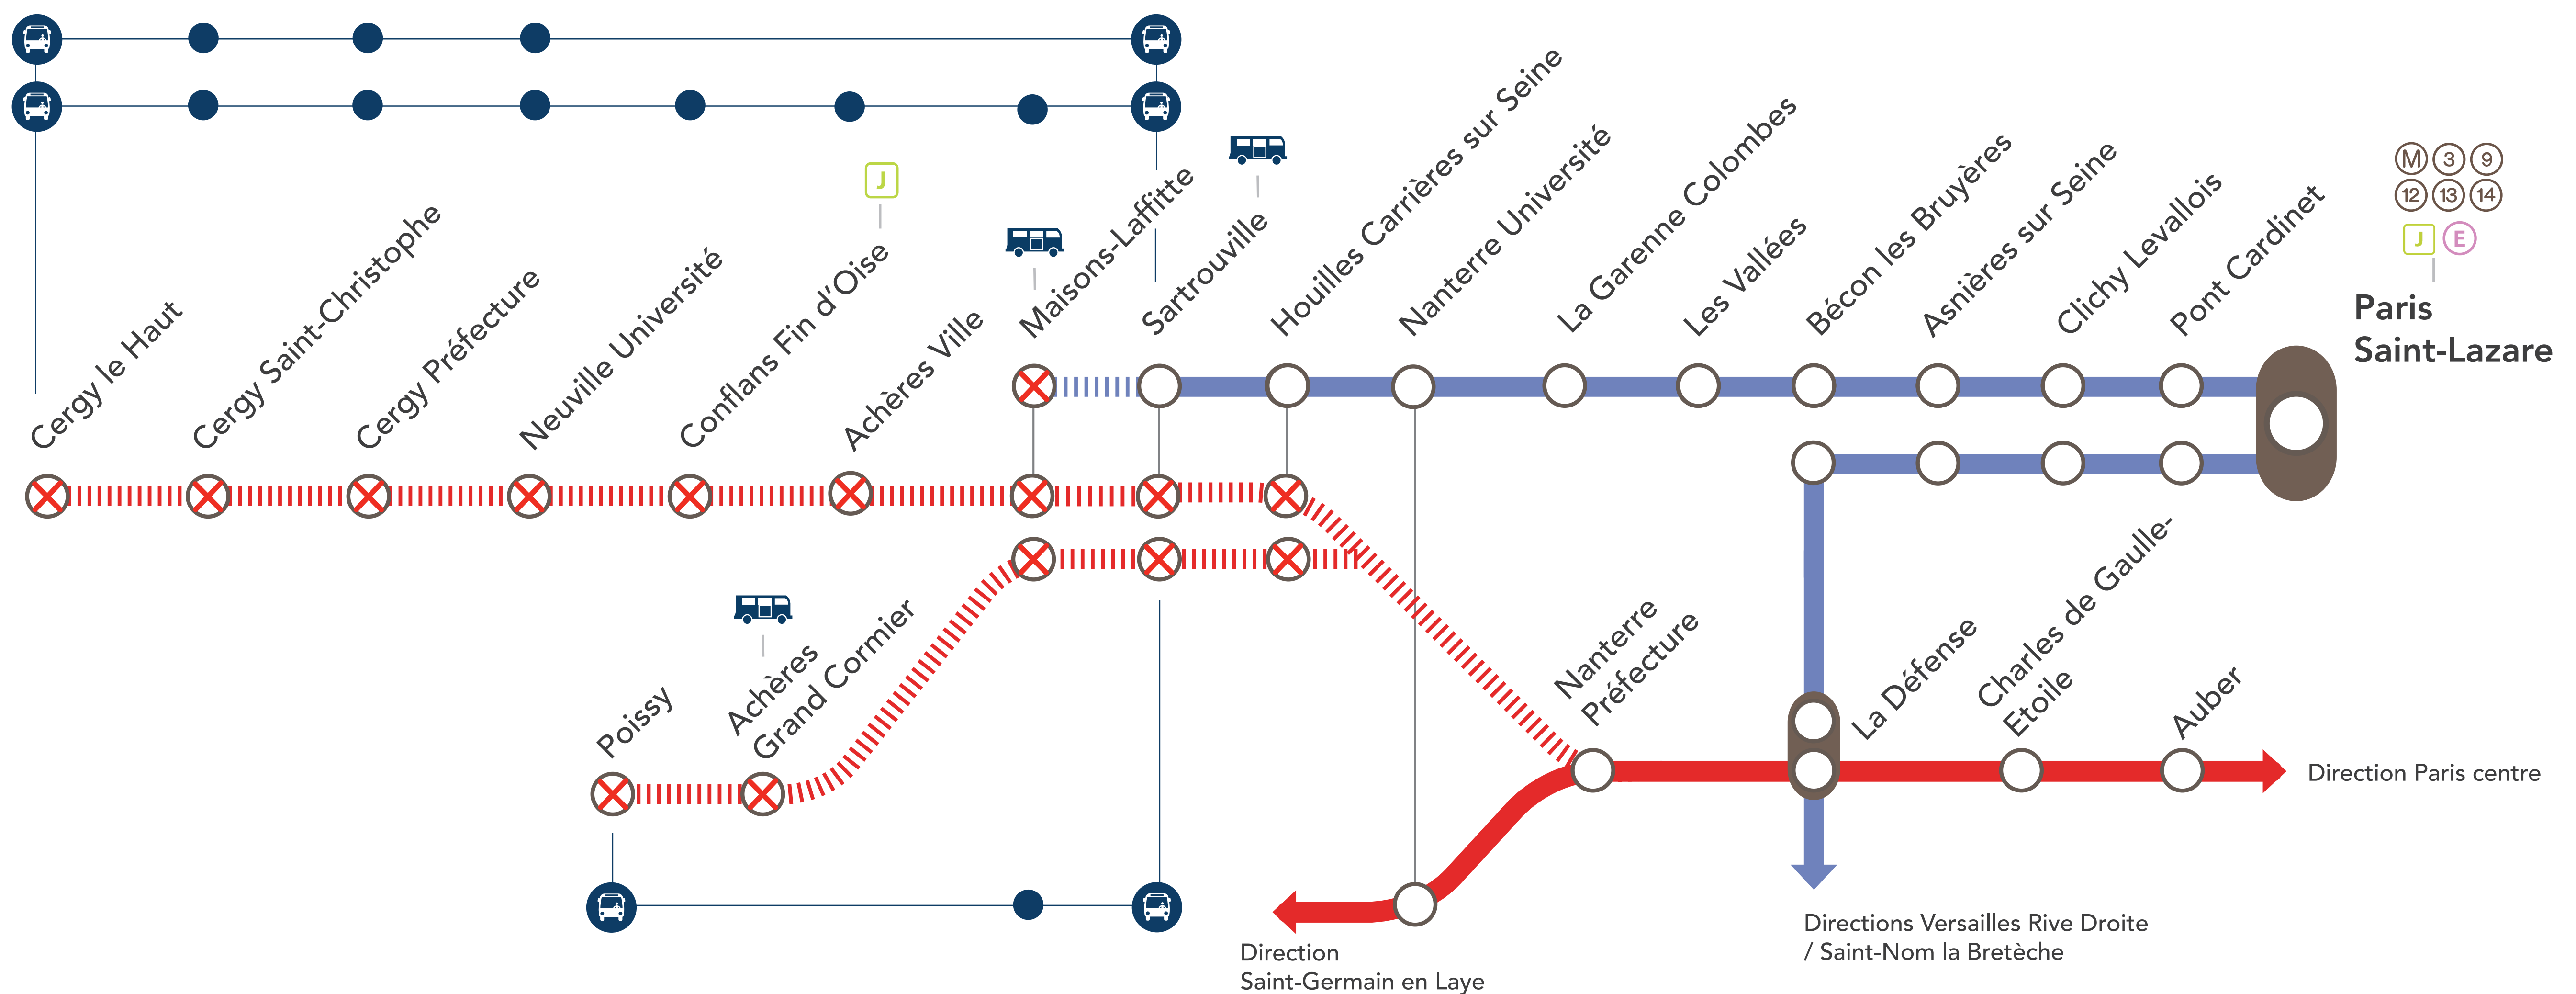 J
M 3 9
12 13 14
J E
Paris
Saint-Lazare
Cergy le Haut
Cergy Saint-Christophe
Cergy Préfecture
Neuville Université
Conflans Fin d'Oise
Achères Ville
Maisons-Laffitte
Sartrouville
Houilles Carrières sur Seine
Nanterre Université
La Garenne Colombes
Les Vallées
Bécon les Bruyères
Asnières sur Seine
Clichy Levallois
Pont Cardinet
Poissy
Achères
Grand Cormier
Nanterre
Préfecture
La Défense
Charles de Gaulle-
Etoile
Auber
Direction Paris centre
Directions Versailles Rive Droite
/ Saint-Nom la Bretèche
Direction
Saint-Germain en Laye